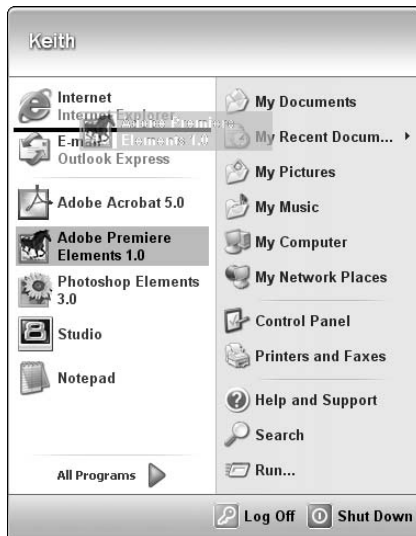 Keith
Internet
Internet Explorer
E-mail
Outlook Express
Adobe Premiere
Elements 1.0
Adobe Acrobat 5.0
Adobe Premiere
Elements 1.0
Photoshop Elements
3.0
Studio
Notepad
All Programs
My Documents
My Recent Docum...
My Pictures
My Music
My Computer
My Network Places
Control Panel
Printers and Faxes
Help and Support
Search
Run...
Log Off
Shut Down